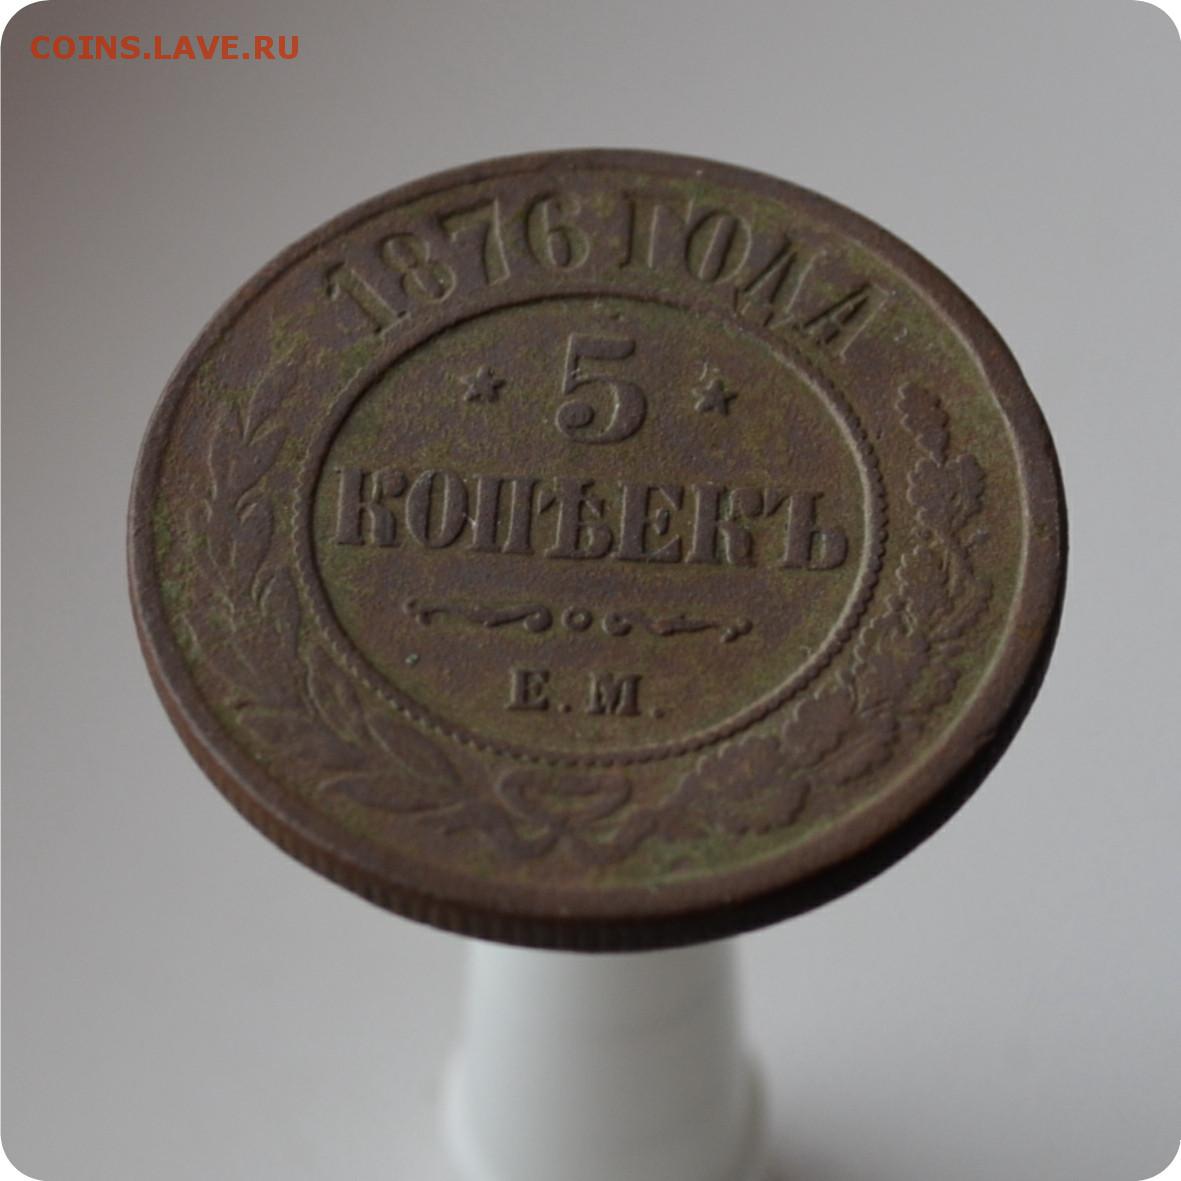 COINS.LAVE.RU
1876 ГОДА
5
КОПѢЕКЪ
Е.М.